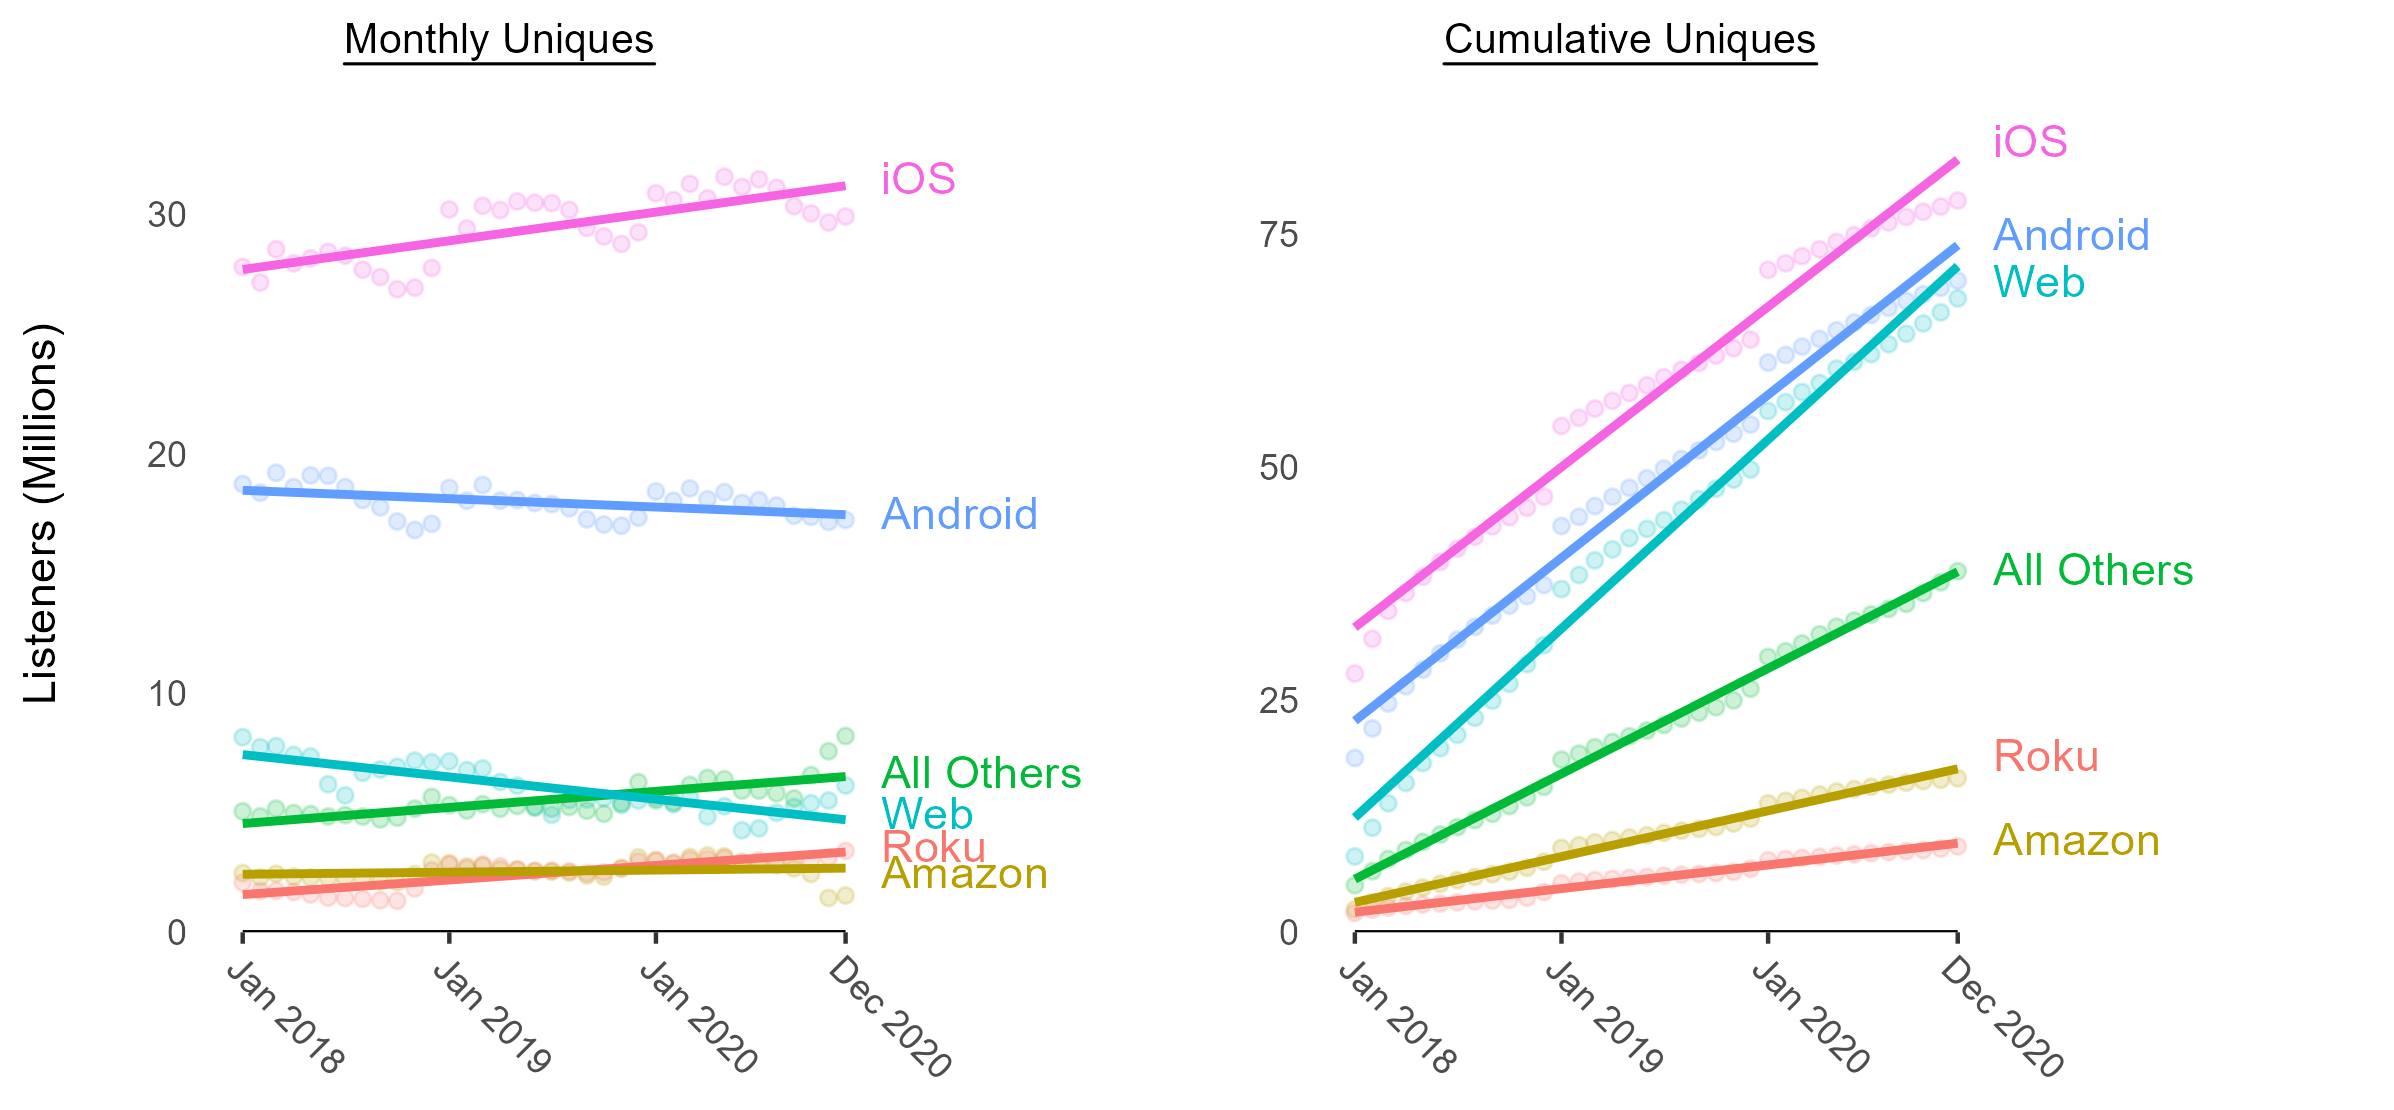 Monthly Uniques
Cumulative Uniques
Listeners (Millions)
30
20
10
0
iOS
Android
All Others
Web
Roku
Amazon
Jan 2018
Jan 2019
Jan 2020
Dec 2020
75
50
25
0
iOS
Android
Web
All Others
Roku
Amazon
Jan 2018
Jan 2019
Jan 2020
Dec 2020